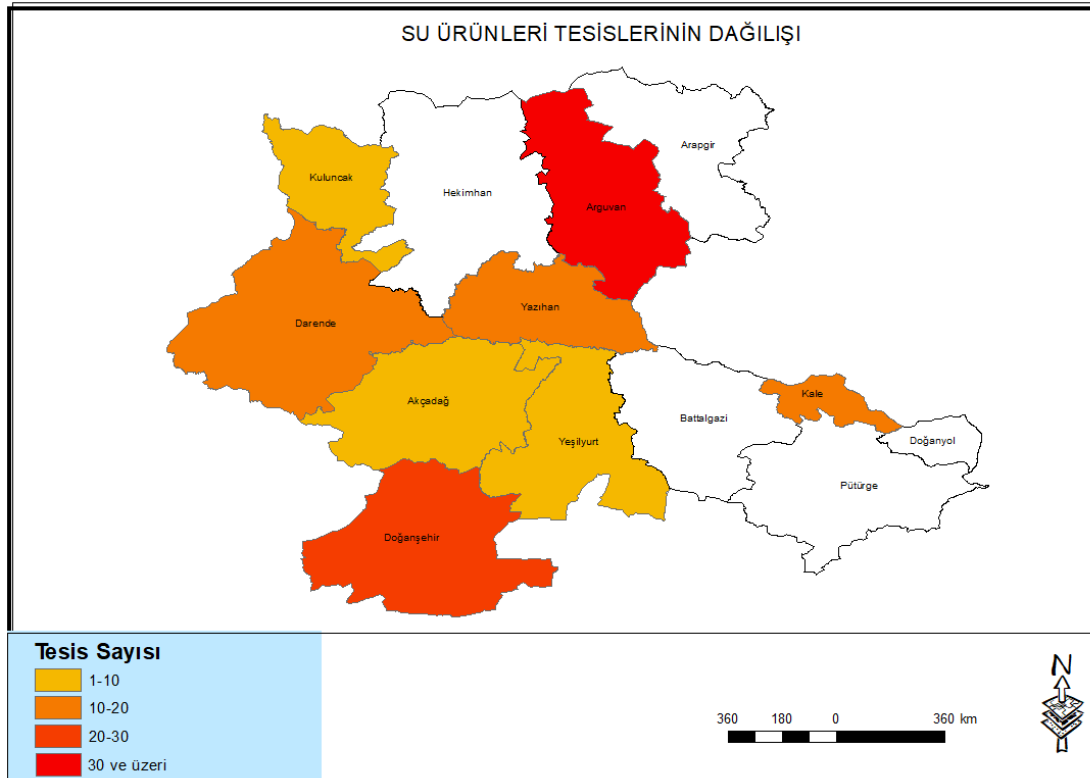 SU ÜRÜNLERİ TESİSLERİNİN DAĞILIŞI
Arapgir
Kuluncak
Hekimhan
Arguvan
Yazıhan
Darende
Kale
Akçadağ
Battalgazi
Yeşilyurt
Doğanyol
Pütürge
Doğanşehir
Tesis Sayısı
1-10
10-20
20-30
30 ve üzeri
N
360 180 0 360 km